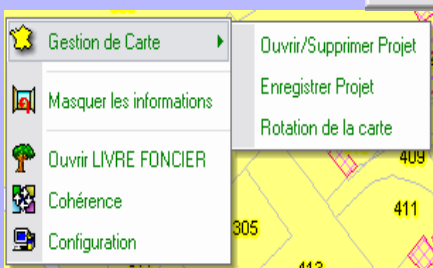 Gestion de Carte
Ouvrir/Supprimer Projet
Enregistrer Projet
Rotation de la carte
Masquer les informations
Ouvrir LIVRE FONCIER
Cohérence
Configuration
409
411
305